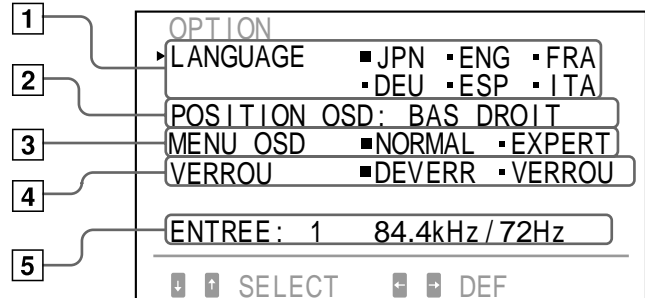 OPTION
1 LANGUAGE ■ JPN ▪ ENG ▪ FRA
▪ DEU ▪ ESP ▪ ITA
2 POSITION OSD: BAS DROIT
3 MENU OSD ■NORMAL ▪ EXPERT
4 VERROU ■DEVERR ▪ VERROU
5 ENTREE: 1 84.4kHz/72Hz
↓ ↑ SELECT ← → DEF